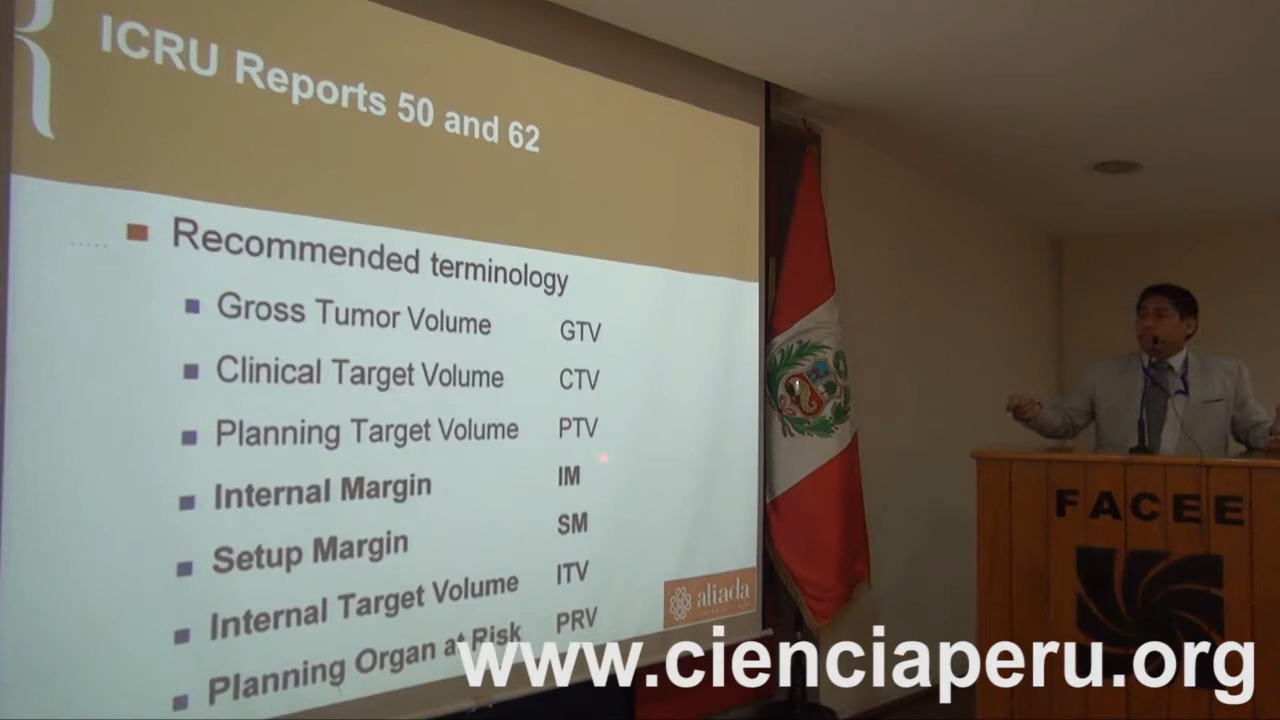 ICRU Reports 50 and 62
Recommended terminology
Gross Tumor Volume GTV
Clinical Target Volume CTV
Planning Target Volume PTV
Internal Margin IM
Setup Margin SM
Internal Target Volume ITV
Planning Organ at Risk PRV
aliada
FACEE
www.cienciaperu.org